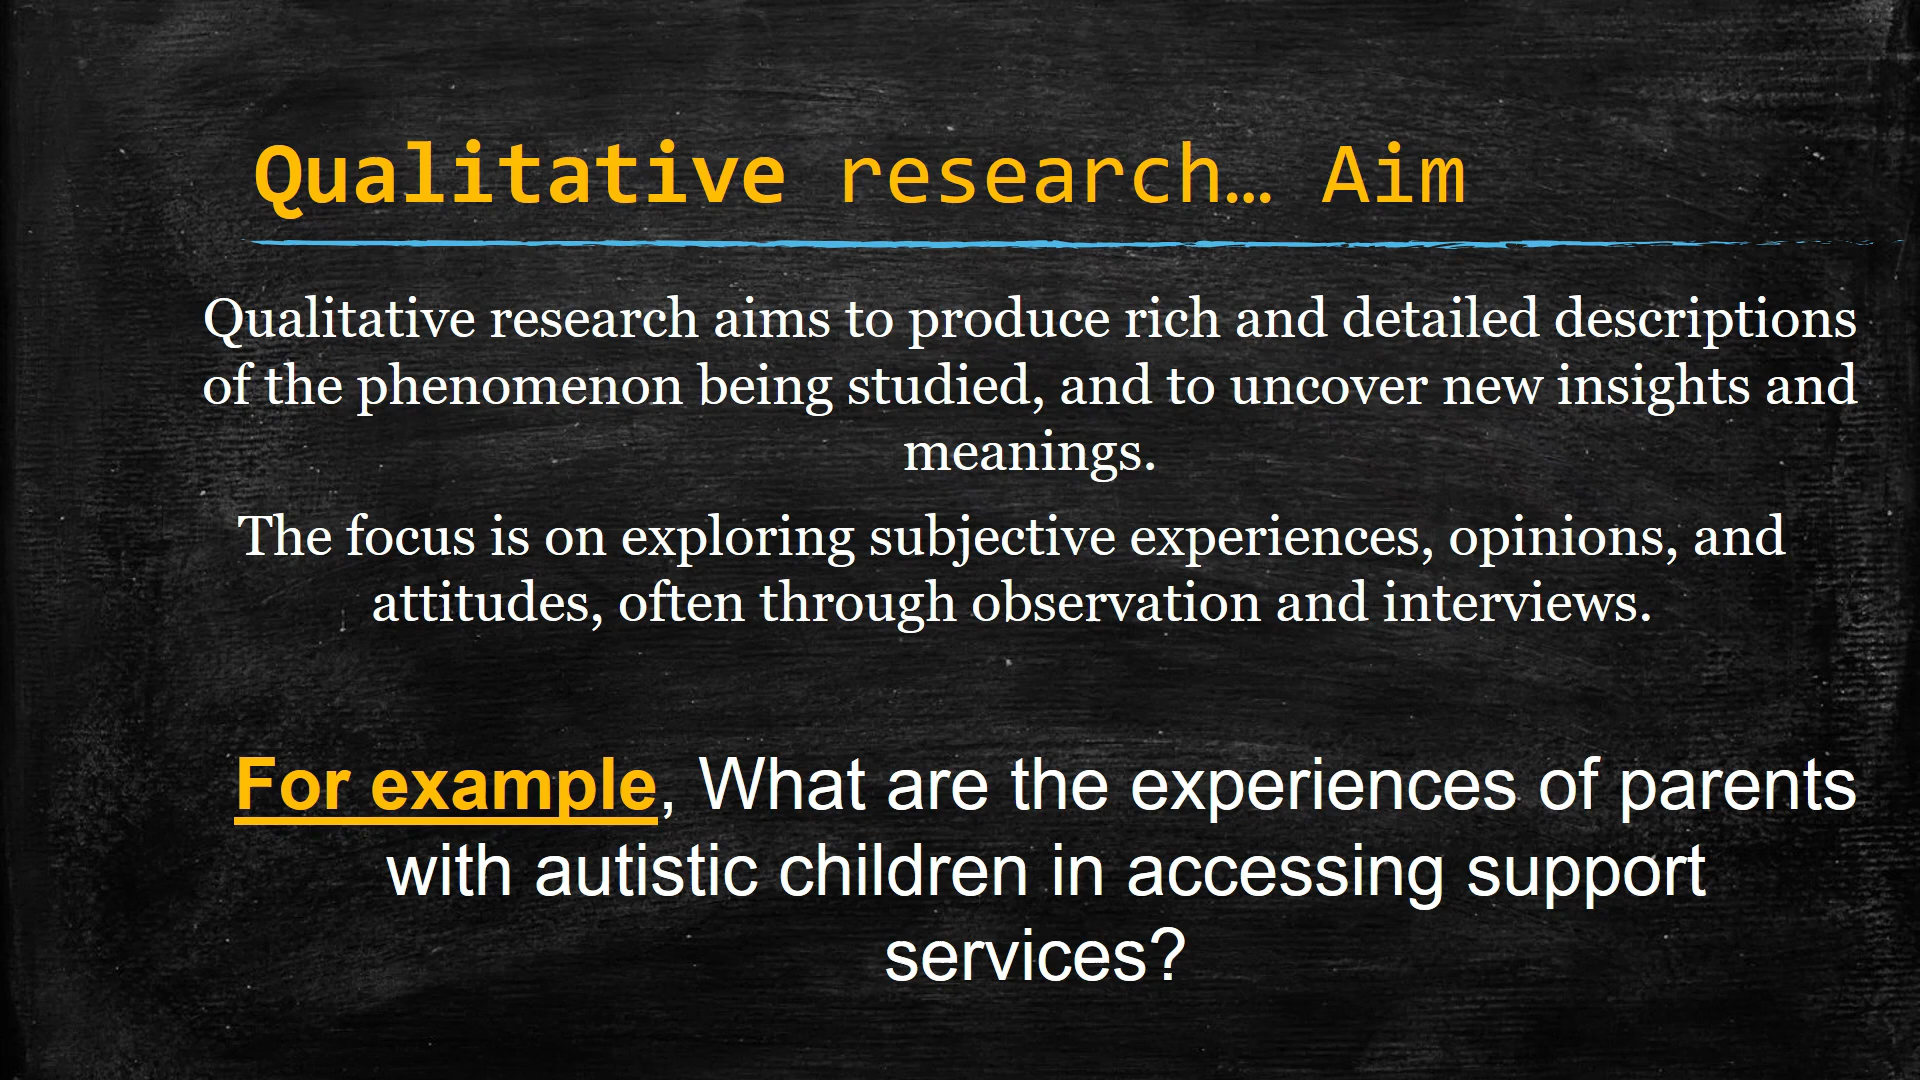 Qualitative research… Aim
Qualitative research aims to produce rich and detailed descriptions
of the phenomenon being studied, and to uncover new insights and
meanings.
The focus is on exploring subjective experiences, opinions, and
attitudes, often through observation and interviews.
For example, What are the experiences of parents
with autistic children in accessing support
services?